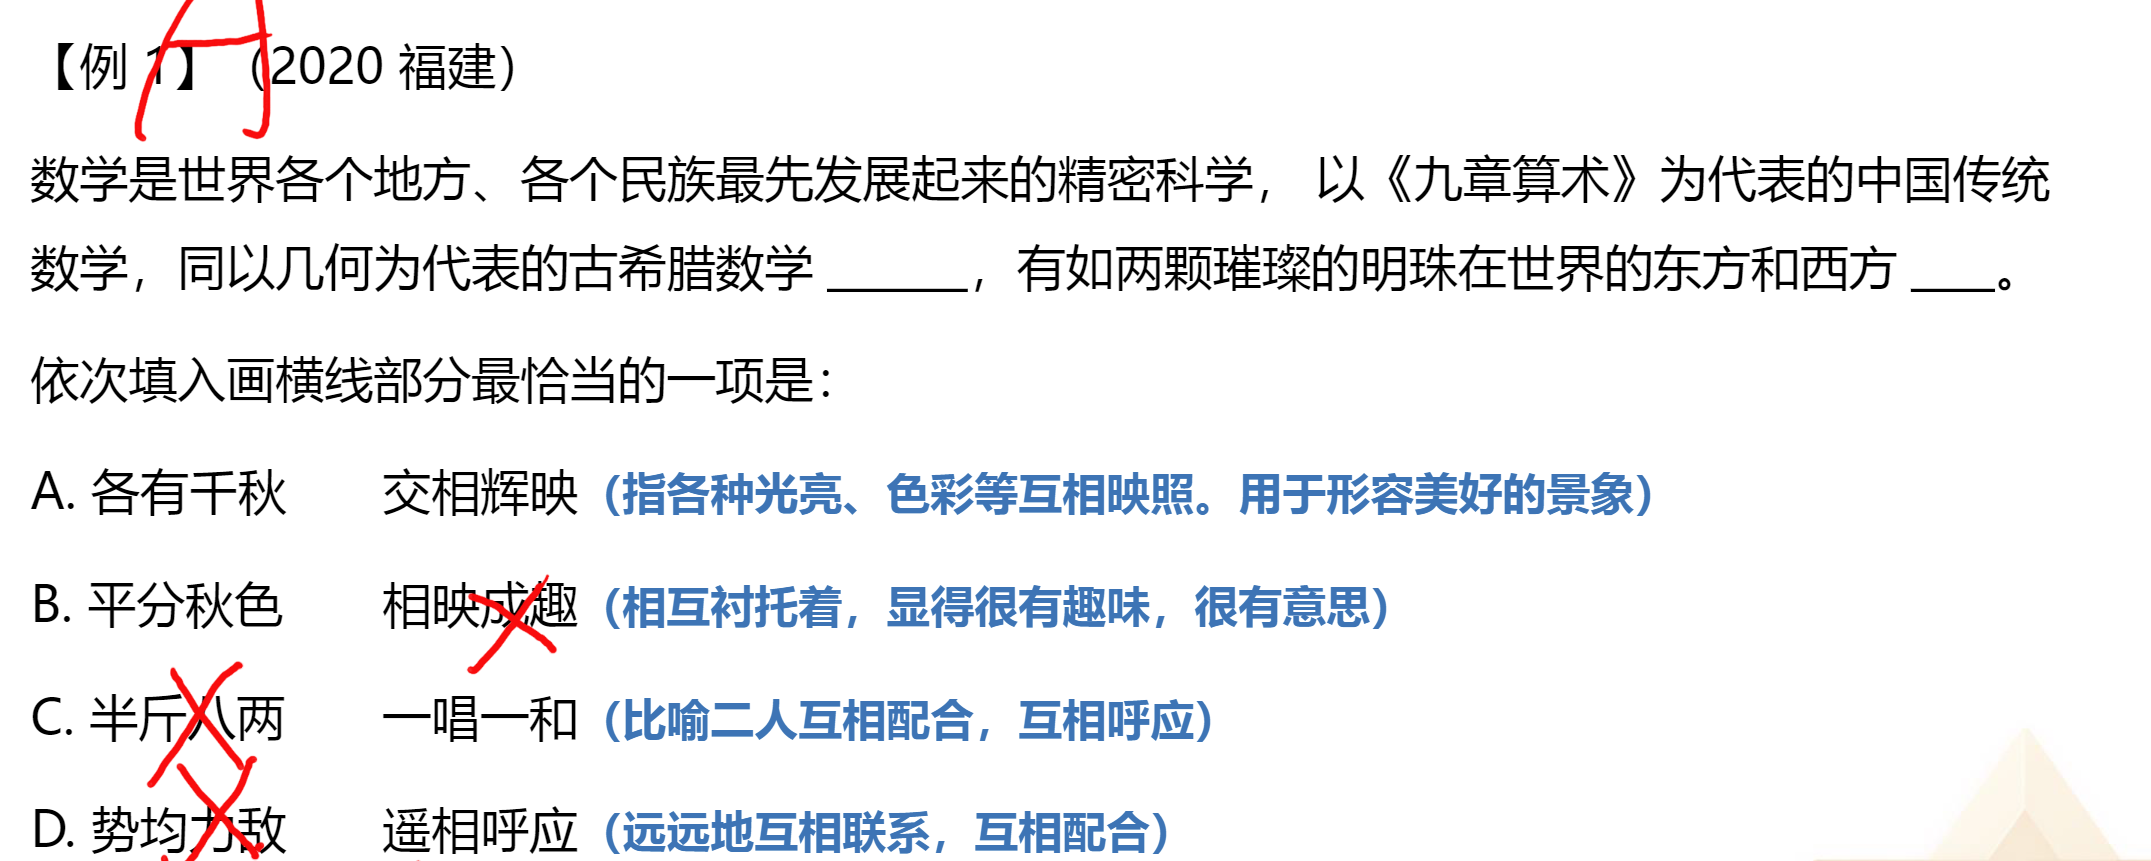 【例 1】（2020 福建）
数学是世界各个地方、各个民族最先发展起来的精密科学， 以《九章算术》为代表的中国传统
数学，同以几何为代表的古希腊数学 ______，有如两颗璀璨的明珠在世界的东方和西方 ____。
依次填入画横线部分最恰当的一项是：
A. 各有千秋 交相辉映（指各种光亮、色彩等互相映照。用于形容美好的景象）
B. 平分秋色 相映成趣（相互衬托着，显得很有趣味，很有意思）
C. 半斤八两 一唱一和（比喻二人互相配合，互相呼应）
D. 势均力敌 遥相呼应（远远地互相联系，互相配合）